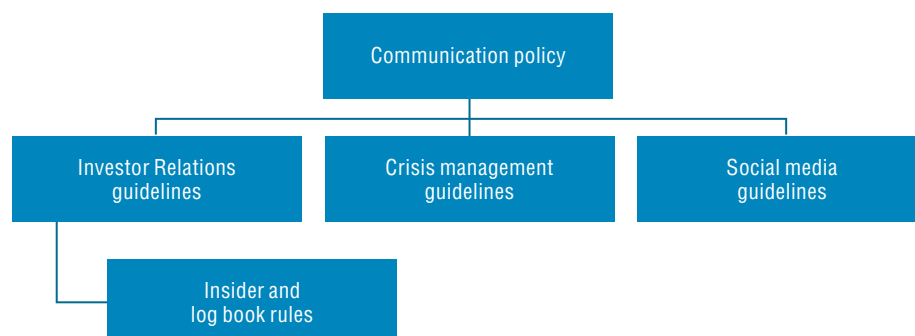 Communication policy
Investor Relations
guidelines
Crisis management
guidelines
Social media
guidelines
Insider and
log book rules